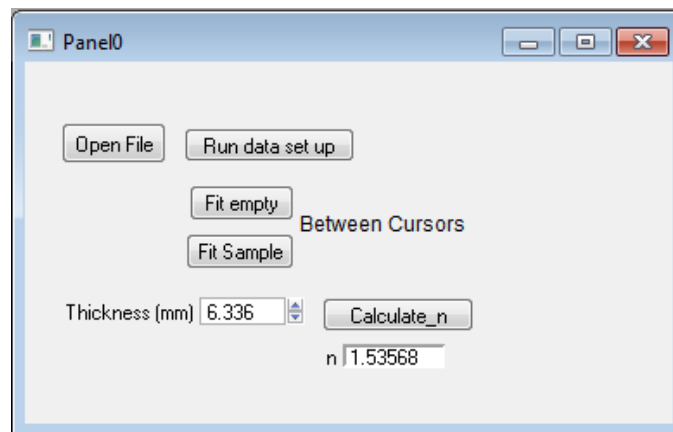 Panel0
Open File
Run data set up
Fit empty
Between Cursors
Fit Sample
Thickness (mm) 6.336
Calculate_n
n 1.53568